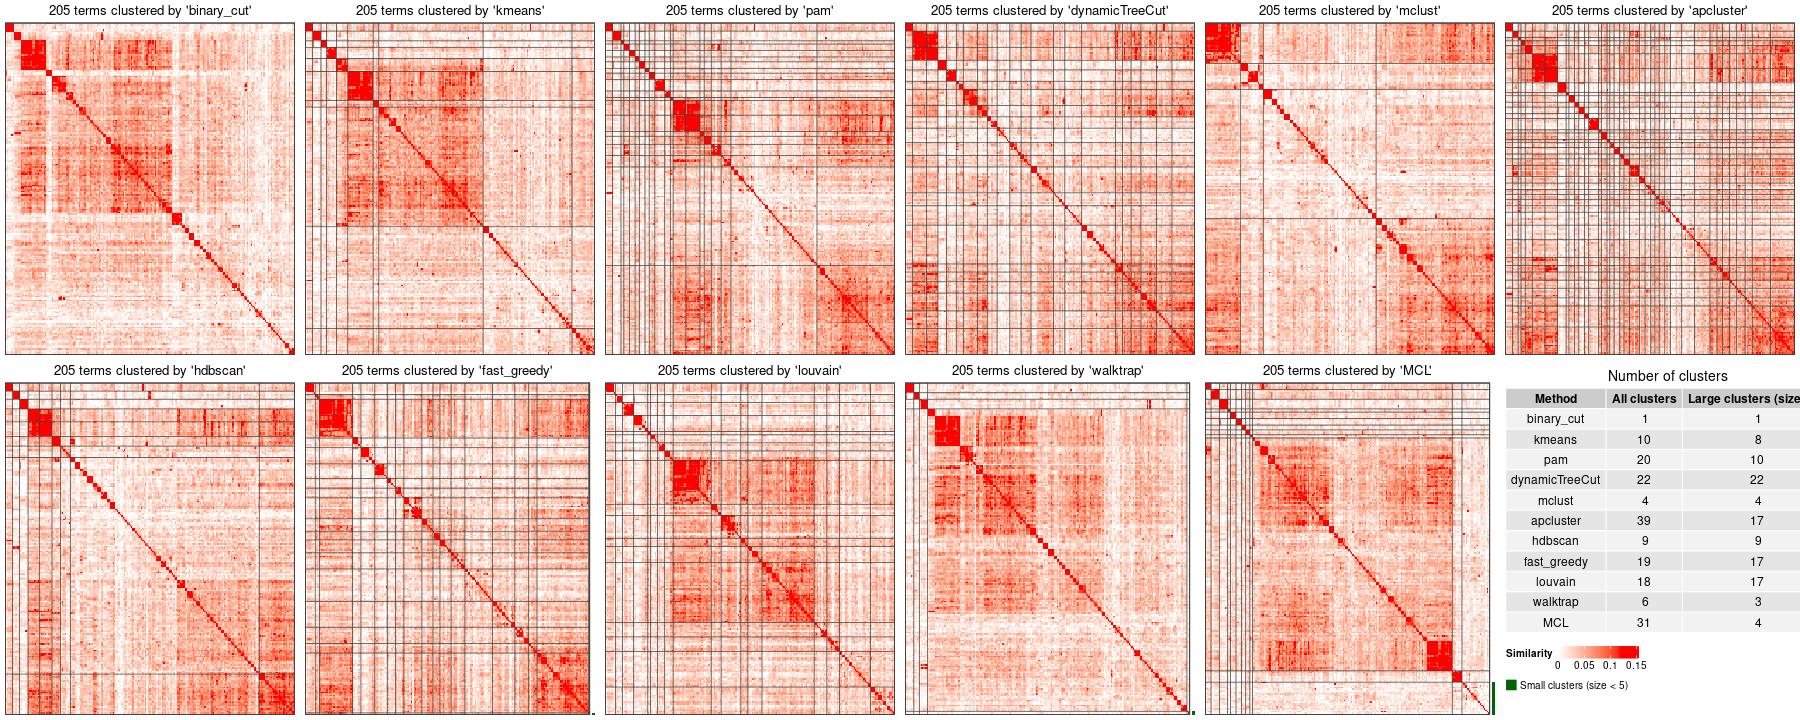 205 terms clustered by 'binary_cut'
205 terms clustered by 'kmeans'
205 terms clustered by 'pam'
205 terms clustered by 'dynamicTreeCut'
205 terms clustered by 'mclust'
205 terms clustered by 'apcluster'
205 terms clustered by 'hdbscan'
205 terms clustered by 'fast_greedy'
205 terms clustered by 'louvain'
205 terms clustered by 'walktrap'
205 terms clustered by 'MCL'
Number of clusters
Method All clusters Large clusters (size
binary_cut 1 1
kmeans 10 8
pam 20 10
dynamicTreeCut 22 22
mclust 4 4
apcluster 39 17
hdbscan 9 9
fast_greedy 19 17
louvain 18 17
walktrap 6 3
MCL 31 4
Similarity
0 0.05 0.1 0.15
Small clusters (size < 5)